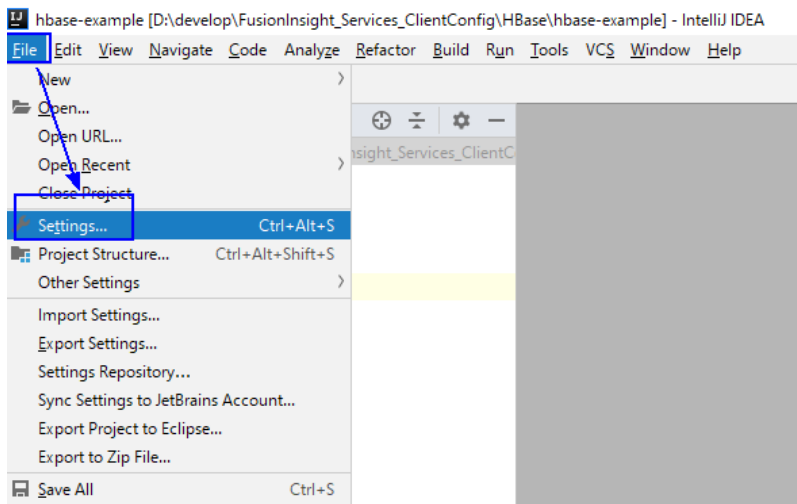 IJ hbase-example [D:\develop\FusionInsight_Services_ClientConfig\HBase\hbase-example] - IntelliJ IDEA
File Edit View Navigate Code Analyze Refactor Build Run Tools VCS Window Help
New
Open...
Open URL...
nsight_Services_ClientC
Open Recent
Close Project
Settings... Ctrl+Alt+S
Project Structure... Ctrl+Alt+Shift+S
Other Settings
Import Settings...
Export Settings...
Settings Repository...
Sync Settings to JetBrains Account...
Export Project to Eclipse...
Export to Zip File...
Save All Ctrl+S